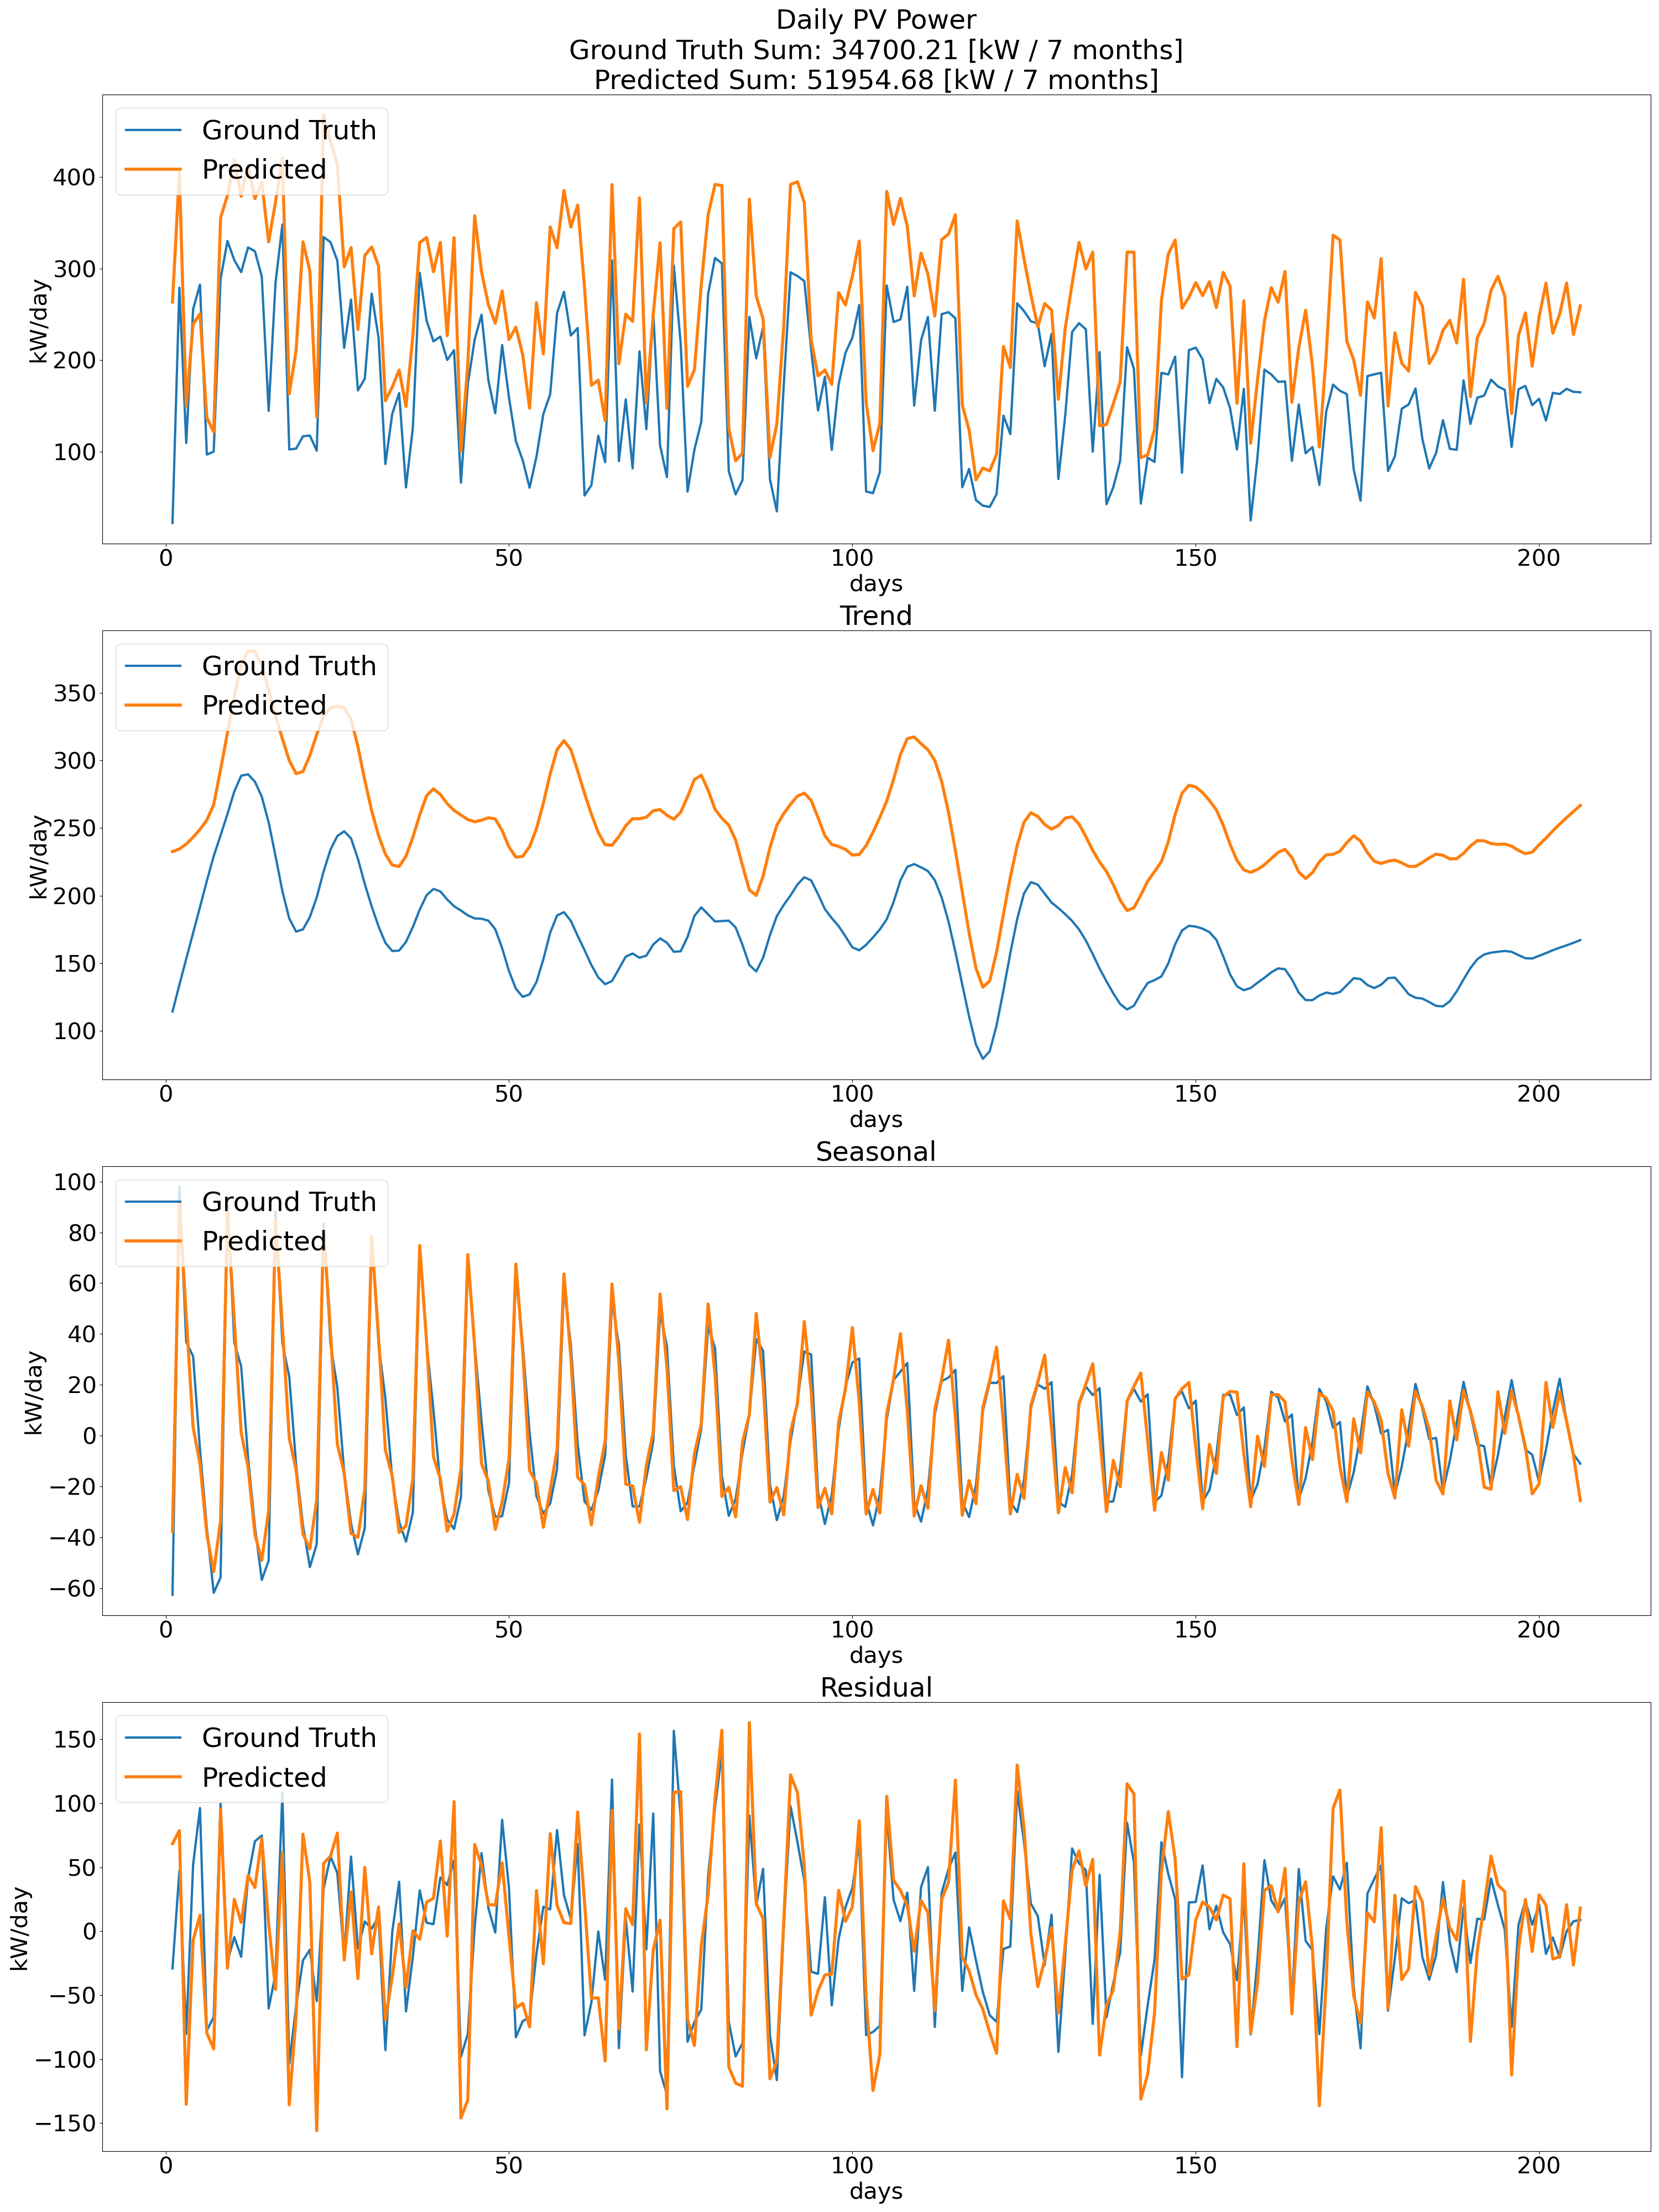 Daily PV Power
Ground Truth Sum: 34700.21 [kW / 7 months]
Predicted Sum: 51954.68 [kW / 7 months]
Ground Truth
Predicted
400
300
200
100
kW/day
0 50 100 150 200
days
Trend
Ground Truth
Predicted
350
300
250
200
150
100
kW/day
0 50 100 150 200
days
Seasonal
Ground Truth
Predicted
100
80
60
40
20
0
−20
−40
−60
kW/day
0 50 100 150 200
days
Residual
Ground Truth
Predicted
150
100
50
0
−50
−100
−150
kW/day
0 50 100 150 200
days